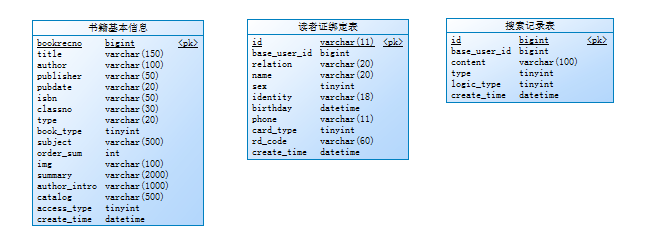 书籍基本信息
bookrecno bigint <pk>
title varchar(150)
author varchar(100)
publisher varchar(50)
pubdate varchar(20)
isbn varchar(50)
classno varchar(30)
type varchar(20)
book_type tinyint
subject varchar(500)
order_sum int
img varchar(100)
summary varchar(2000)
author_intro varchar(1000)
catalog varchar(500)
access_type tinyint
create_time datetime
读者证绑定表
id varchar(11) <pk>
base_user_id bigint
relation varchar(20)
name varchar(20)
sex tinyint
identity varchar(18)
birthday datetime
phone varchar(11)
card_type tinyint
rd_code varchar(60)
create_time datetime
搜索记录表
id bigint <pk>
base_user_id bigint
content varchar(100)
type tinyint
logic_type tinyint
create_time datetime